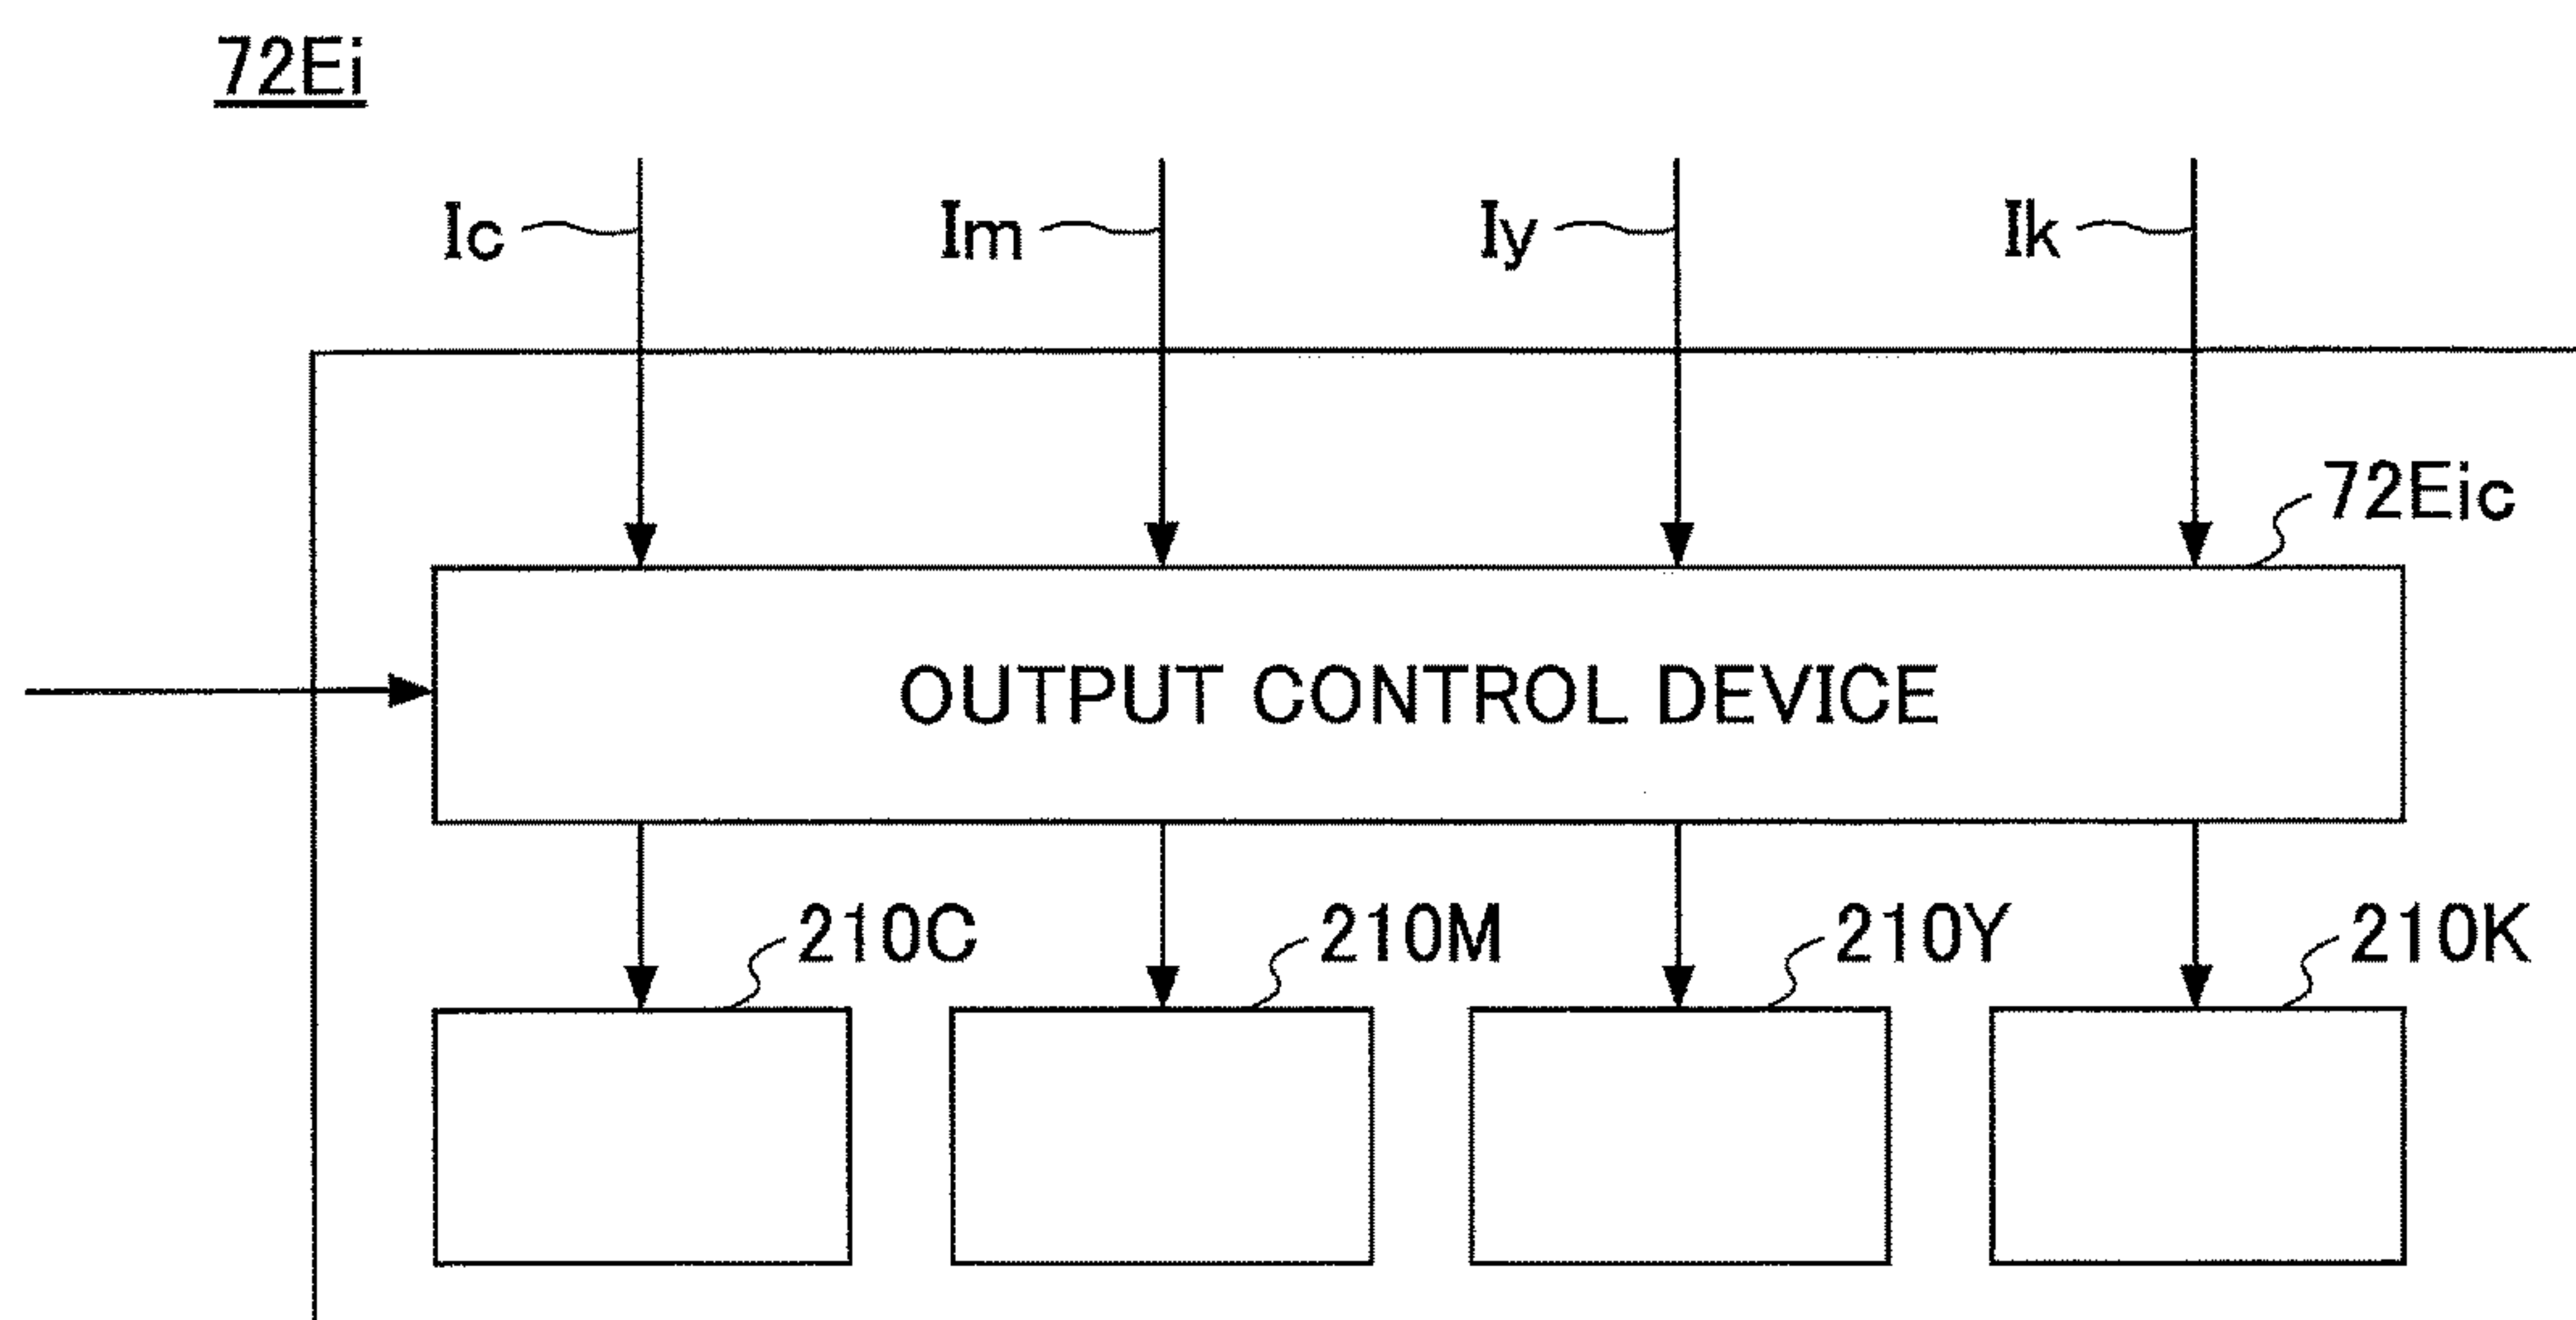 72Ei
Ic Im Iy Ik
72Eic
OUTPUT CONTROL DEVICE
210C 210M 210Y 210K